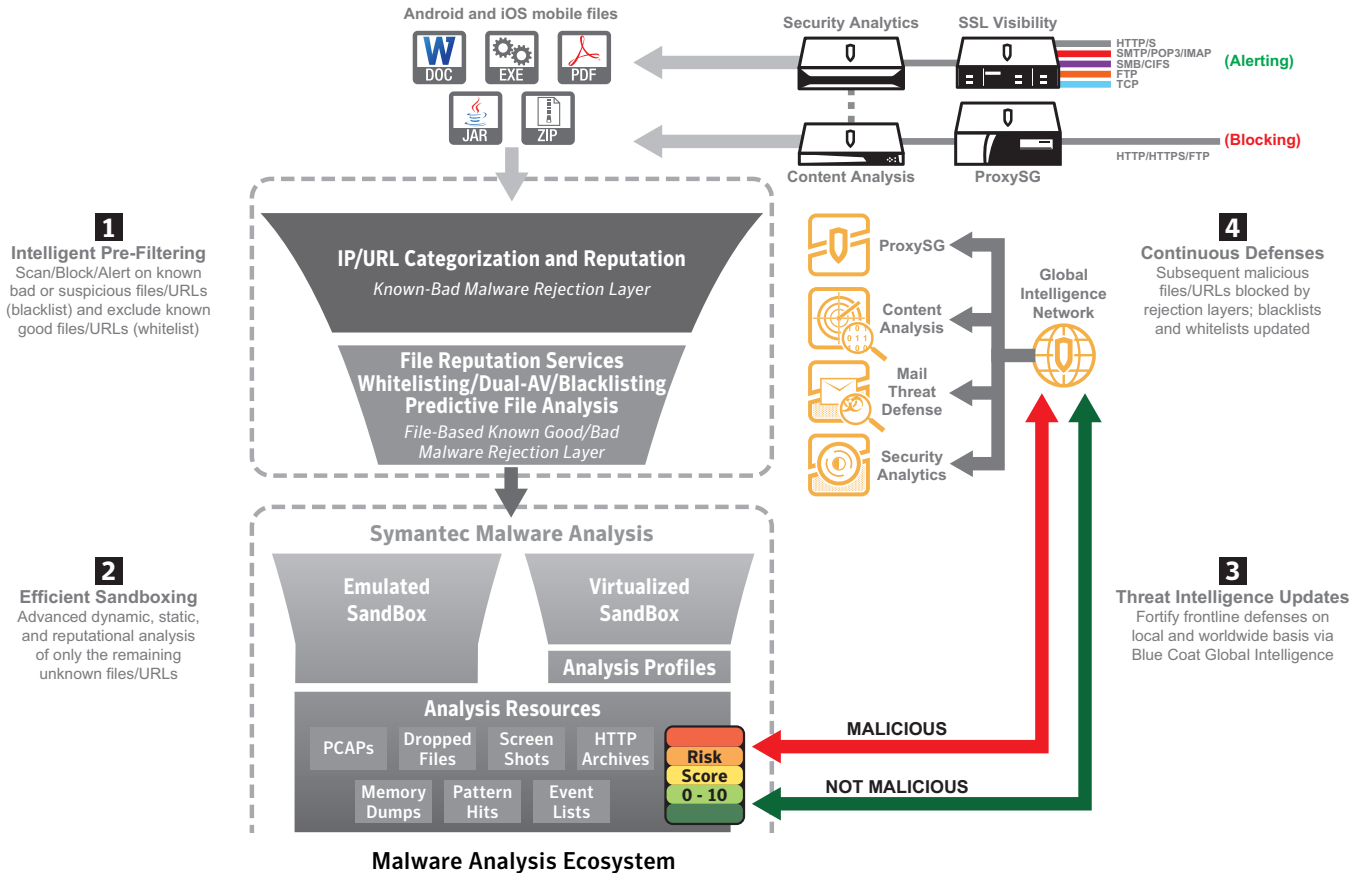 Android and iOS mobile files
DOC
EXE
PDF
JAR
ZIP
Security Analytics
SSL Visibility
HTTP/S
SMTP/POP3/IMAP
SMB/CIFS
FTP
TCP
(Alerting)
Content Analysis
ProxySG
HTTP/HTTPS/FTP
(Blocking)
1
Intelligent Pre-Filtering
Scan/Block/Alert on known
bad or suspicious files/URLs
(blacklist) and exclude known
good files/URLs (whitelist)
IP/URL Categorization and Reputation
Known-Bad Malware Rejection Layer
File Reputation Services
Whitelisting/Dual-AV/Blacklisting
Predictive File Analysis
File-Based Known Good/Bad
Malware Rejection Layer
ProxySG
Content
Analysis
Mail
Threat
Defense
Security
Analytics
Global
Intelligence
Network
4
Continuous Defenses
Subsequent malicious
files/URLs blocked by
rejection layers; blacklists
and whitelists updated
2
Efficient Sandboxing
Advanced dynamic, static,
and reputational analysis
of only the remaining
unknown files/URLs
Symantec Malware Analysis
Emulated
SandBox
Virtualized
SandBox
Analysis Profiles
Analysis Resources
PCAPs
Dropped
Files
Screen
Shots
HTTP
Archives
Memory
Dumps
Pattern
Hits
Event
Lists
Risk
Score
0 - 10
MALICIOUS
NOT MALICIOUS
3
Threat Intelligence Updates
Fortify frontline defenses on
local and worldwide basis via
Blue Coat Global Intelligence
Malware Analysis Ecosystem